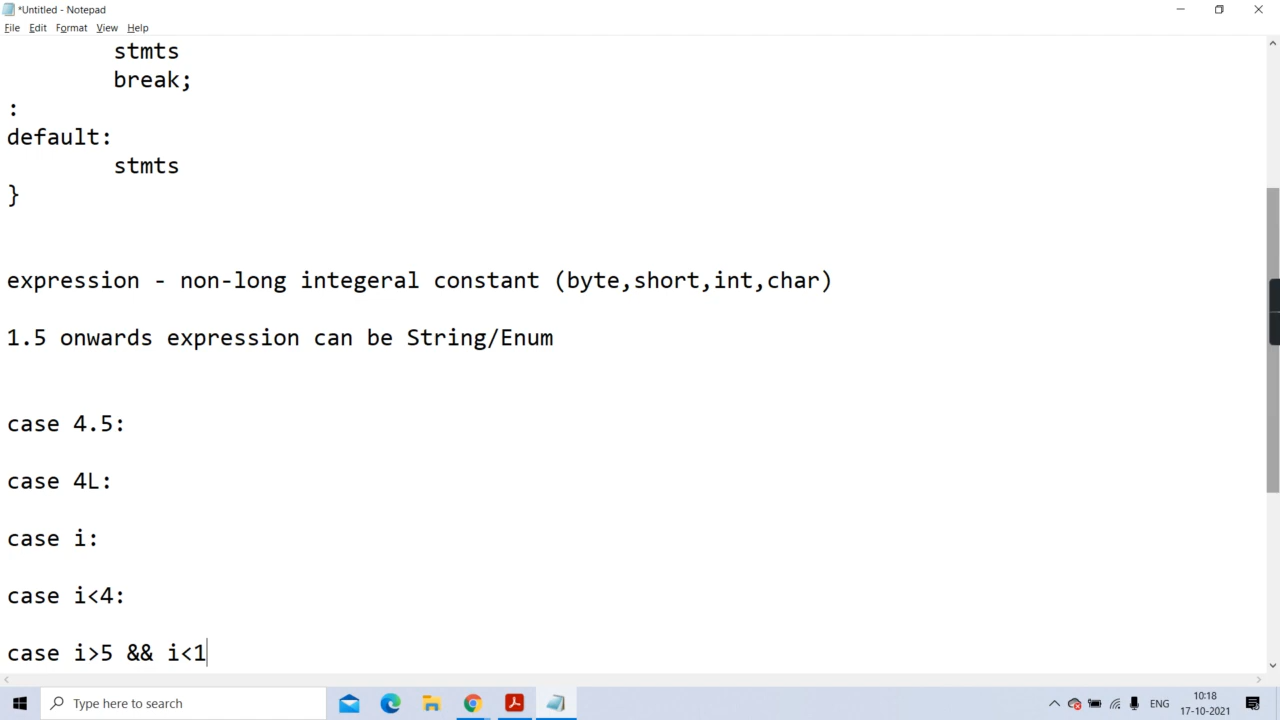 *Untitled - Notepad
File Edit Format View Help
stmts
break;
:
default:
stmts
}
expression - non-long integeral constant (byte,short,int,char)
1.5 onwards expression can be String/Enum
case 4.5:
case 4L:
case i:
case i<4:
case i>5 && i<1
Type here to search
ENG
10:18
17-10-2021